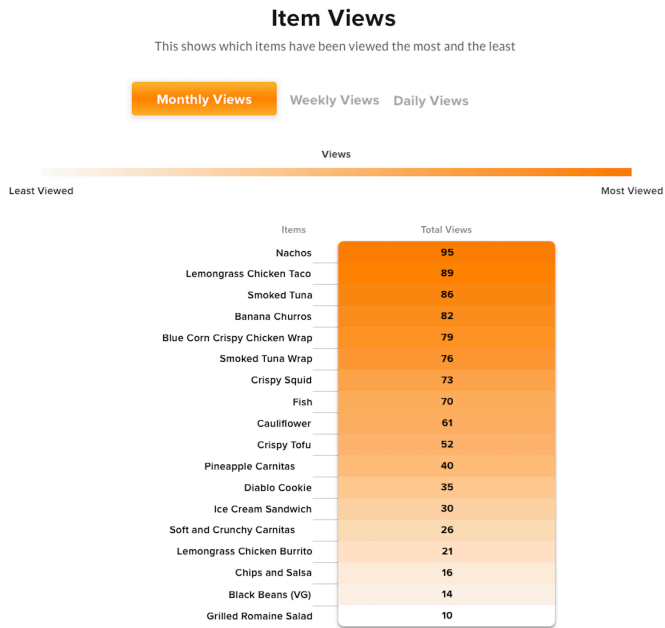 Item Views
This shows which items have been viewed the most and the least
Monthly Views Weekly Views Daily Views
Views
Least Viewed Most Viewed
Items Total Views
Nachos 95
Lemongrass Chicken Taco 89
Smoked Tuna 86
Banana Churros 82
Blue Corn Crispy Chicken Wrap 79
Smoked Tuna Wrap 76
Crispy Squid 73
Fish 70
Cauliflower 61
Crispy Tofu 52
Pineapple Carnitas 40
Diablo Cookie 35
Ice Cream Sandwich 30
Soft and Crunchy Carnitas 26
Lemongrass Chicken Burrito 21
Chips and Salsa 16
Black Beans (VG) 14
Grilled Romaine Salad 10